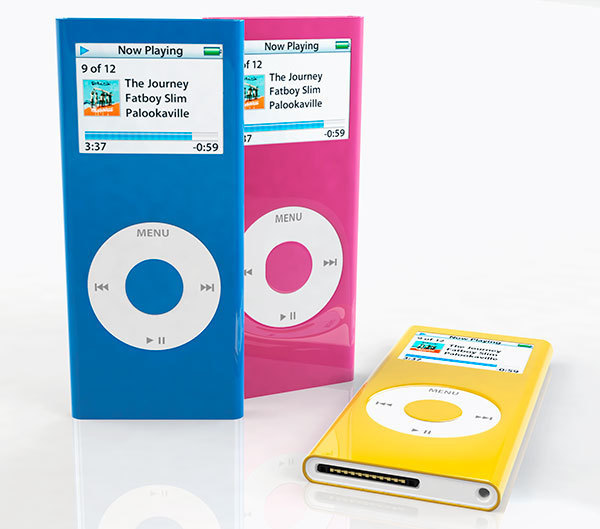 Now Playing
9 of 12
The Journey
Fatboy Slim
Palookaville
3:37 -0:59
MENU
Now Playing
The Journey
Fatboy Slim
Palookaville
-0:59
MENU
Now Playing
9 of 12
The Journey
Fatboy Slim
Palookaville
3:37 0:59
MENU